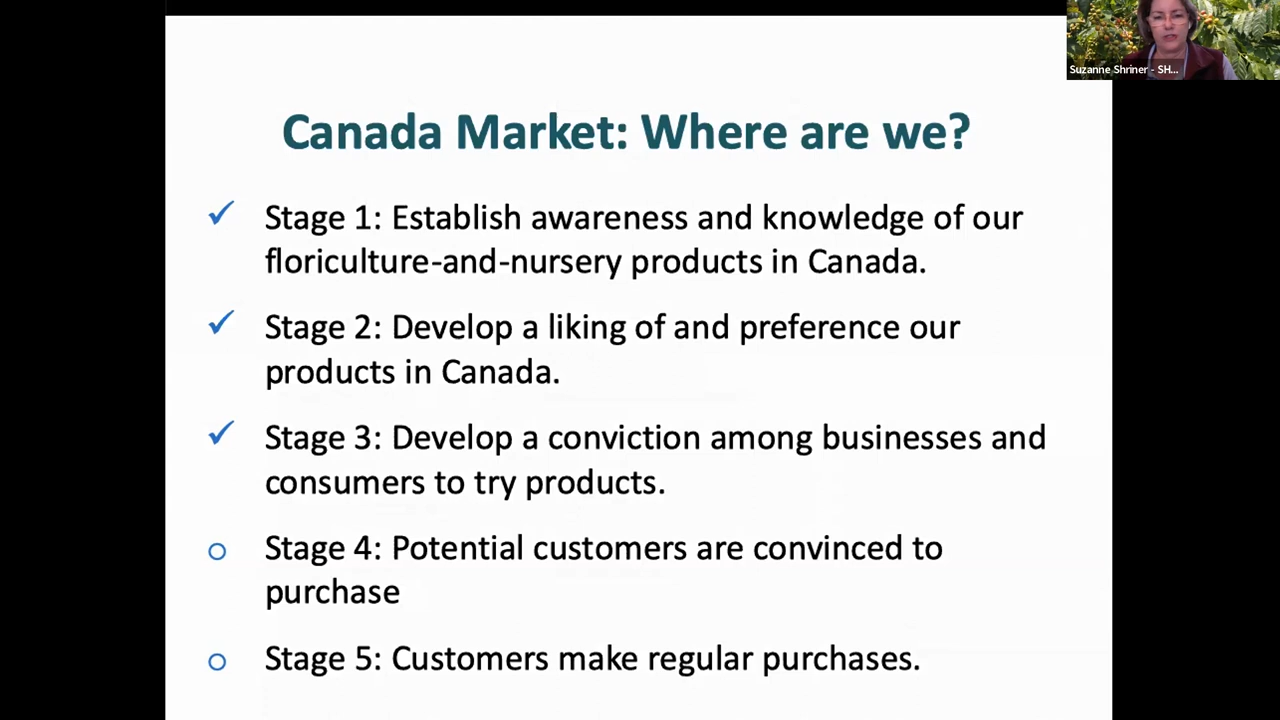 Suzanne Shriner - SH...
Canada Market: Where are we?
Stage 1: Establish awareness and knowledge of our
floriculture-and-nursery products in Canada.
Stage 2: Develop a liking of and preference our
products in Canada.
Stage 3: Develop a conviction among businesses and
consumers to try products.
Stage 4: Potential customers are convinced to
purchase
Stage 5: Customers make regular purchases.